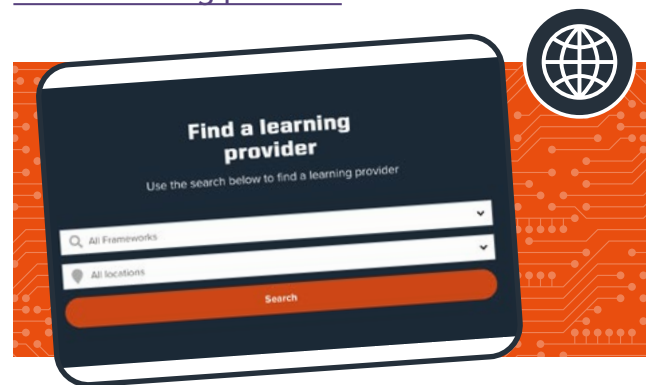 Find a learning
provider
Use the search below to find a learning provider
All Frameworks
All locations
Search